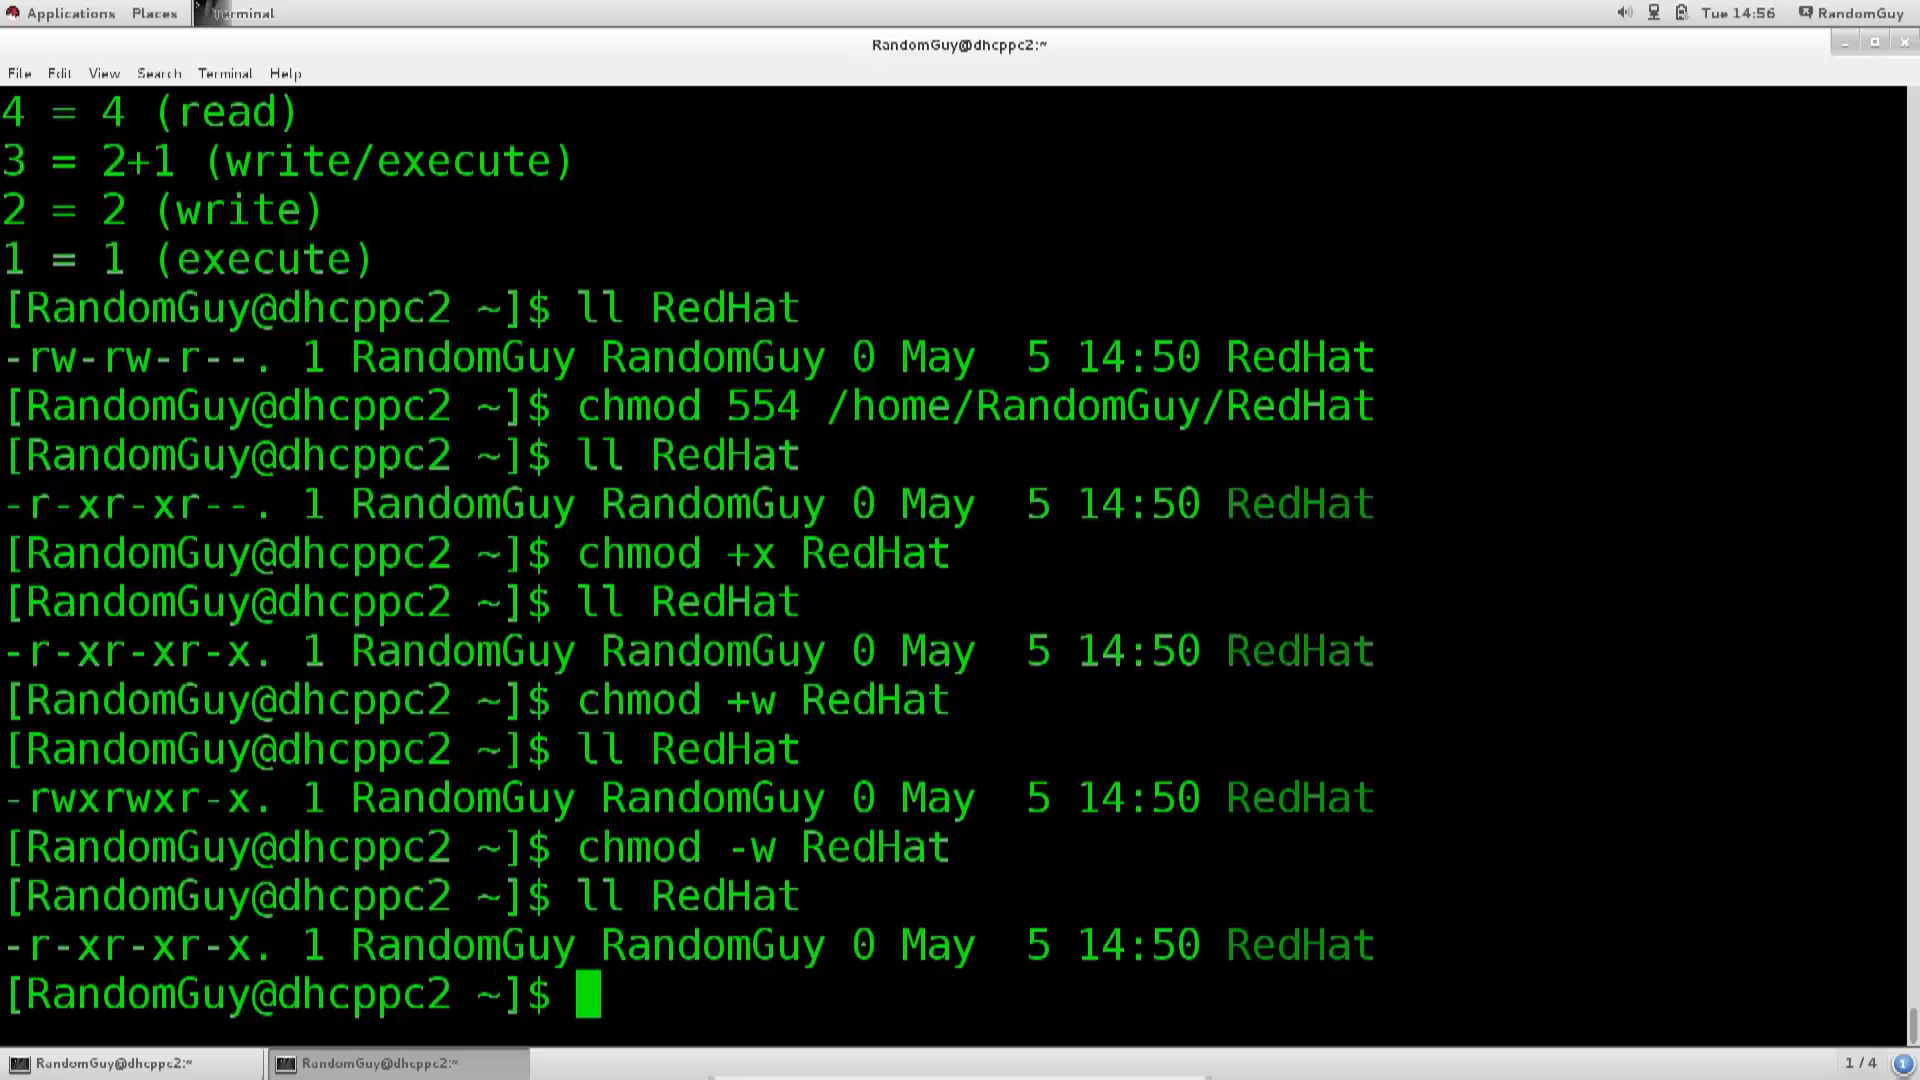 Applications Places Terminal Tue 14:56 RandomGuy
RandomGuy@dhcppc2:~
File Edit View Search Terminal Help
4 = 4 (read)
3 = 2+1 (write/execute)
2 = 2 (write)
1 = 1 (execute)
[RandomGuy@dhcppc2 ~]$ ll RedHat
-rw-rw-r--. 1 RandomGuy RandomGuy 0 May  5 14:50 RedHat
[RandomGuy@dhcppc2 ~]$ chmod 554 /home/RandomGuy/RedHat
[RandomGuy@dhcppc2 ~]$ ll RedHat
-r-xr-xr--. 1 RandomGuy RandomGuy 0 May  5 14:50 RedHat
[RandomGuy@dhcppc2 ~]$ chmod +x RedHat
[RandomGuy@dhcppc2 ~]$ ll RedHat
-r-xr-xr-x. 1 RandomGuy RandomGuy 0 May  5 14:50 RedHat
[RandomGuy@dhcppc2 ~]$ chmod +w RedHat
[RandomGuy@dhcppc2 ~]$ ll RedHat
-rwxrwxr-x. 1 RandomGuy RandomGuy 0 May  5 14:50 RedHat
[RandomGuy@dhcppc2 ~]$ chmod -w RedHat
[RandomGuy@dhcppc2 ~]$ ll RedHat
-r-xr-xr-x. 1 RandomGuy RandomGuy 0 May  5 14:50 RedHat
[RandomGuy@dhcppc2 ~]$
RandomGuy@dhcppc2:~ RandomGuy@dhcppc2:~ 1 / 4 1